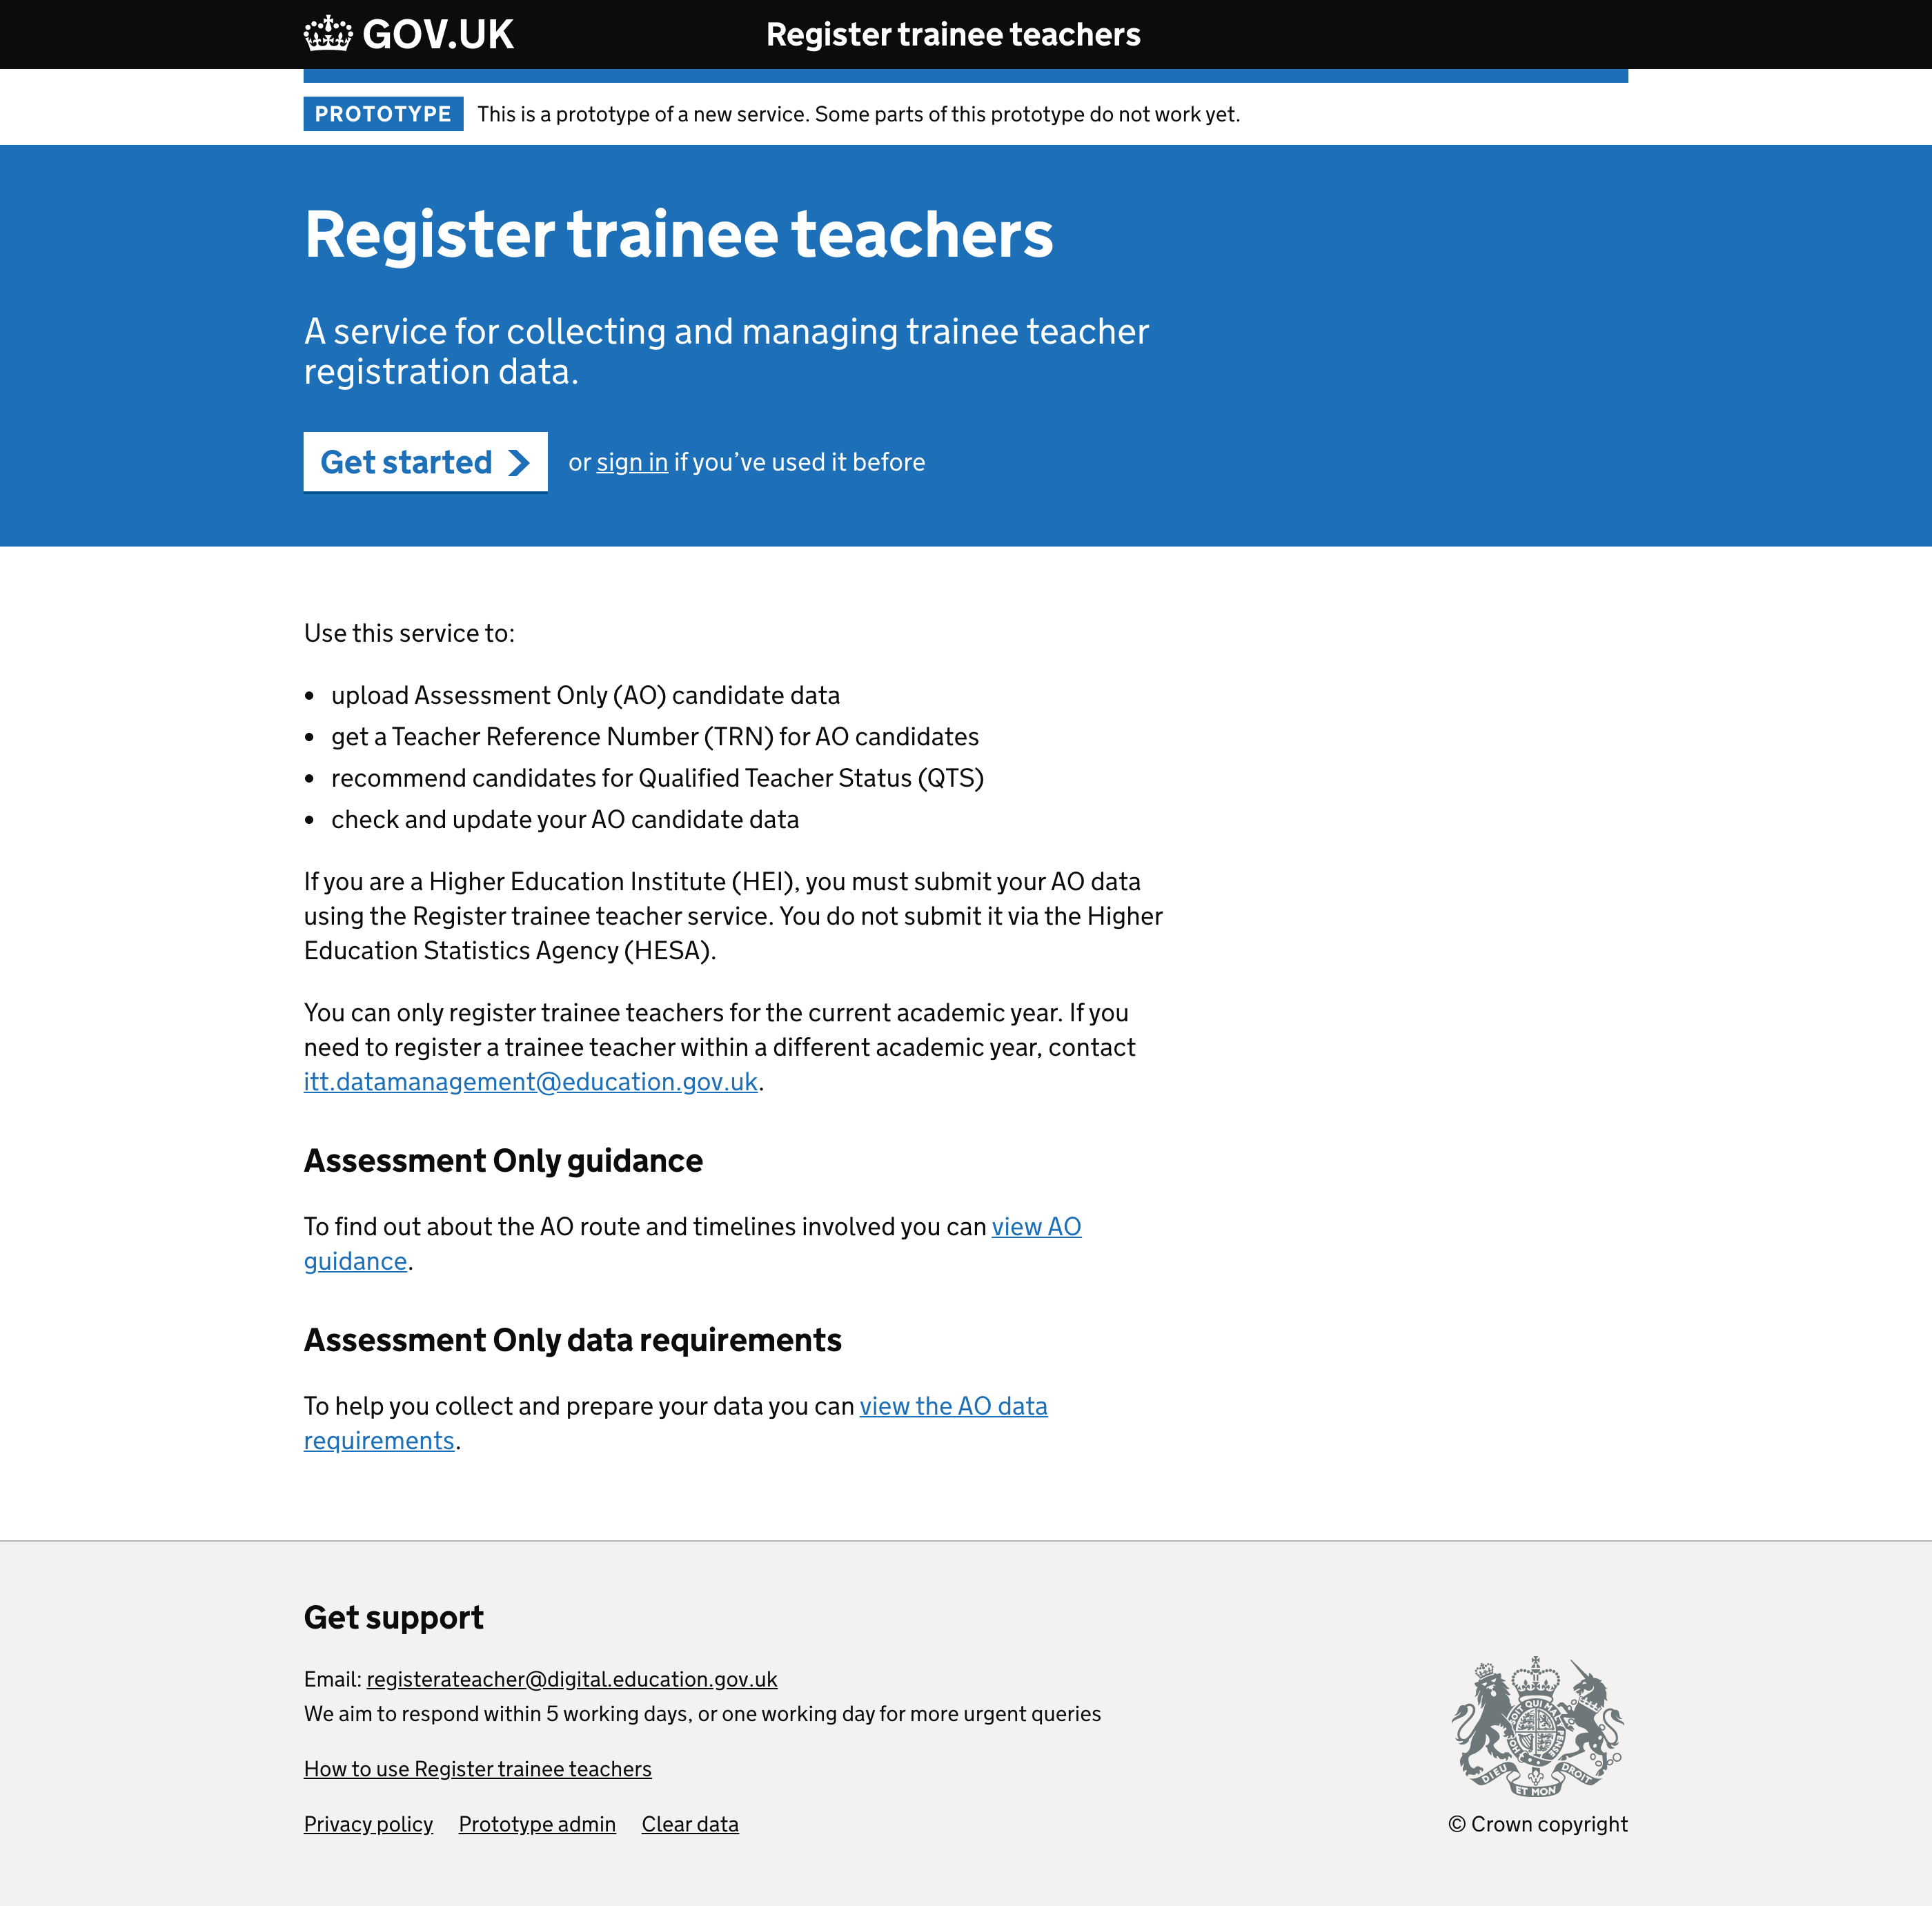 GOV.UK
Register trainee teachers
PROTOTYPE
This is a prototype of a new service. Some parts of this prototype do not work yet.
Register trainee teachers
A service for collecting and managing trainee teacher
registration data.
Get started
or sign in if you’ve used it before
Use this service to:
• upload Assessment Only (AO) candidate data
• get a Teacher Reference Number (TRN) for AO candidates
• recommend candidates for Qualified Teacher Status (QTS)
• check and update your AO candidate data
If you are a Higher Education Institute (HEI), you must submit your AO data
using the Register trainee teacher service. You do not submit it via the Higher
Education Statistics Agency (HESA).
You can only register trainee teachers for the current academic year. If you
need to register a trainee teacher within a different academic year, contact
itt.datamanagement@education.gov.uk.
Assessment Only guidance
To find out about the AO route and timelines involved you can view AO
guidance.
Assessment Only data requirements
To help you collect and prepare your data you can view the AO data
requirements.
Get support
Email: registerateacher@digital.education.gov.uk
We aim to respond within 5 working days, or one working day for more urgent queries
How to use Register trainee teachers
Privacy policy Prototype admin Clear data
DIEU ET MON DROIT
© Crown copyright